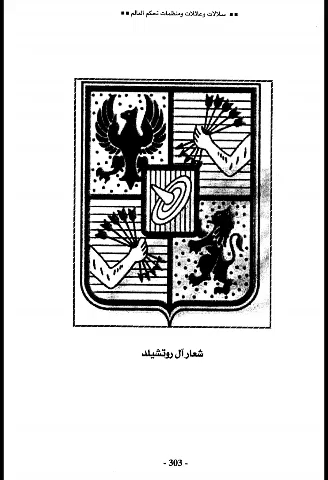 ▪▪ سلالات وعائلات ومنظمات تحكم العالم ▪▪
شعار آل روتشيلد
- 303 -